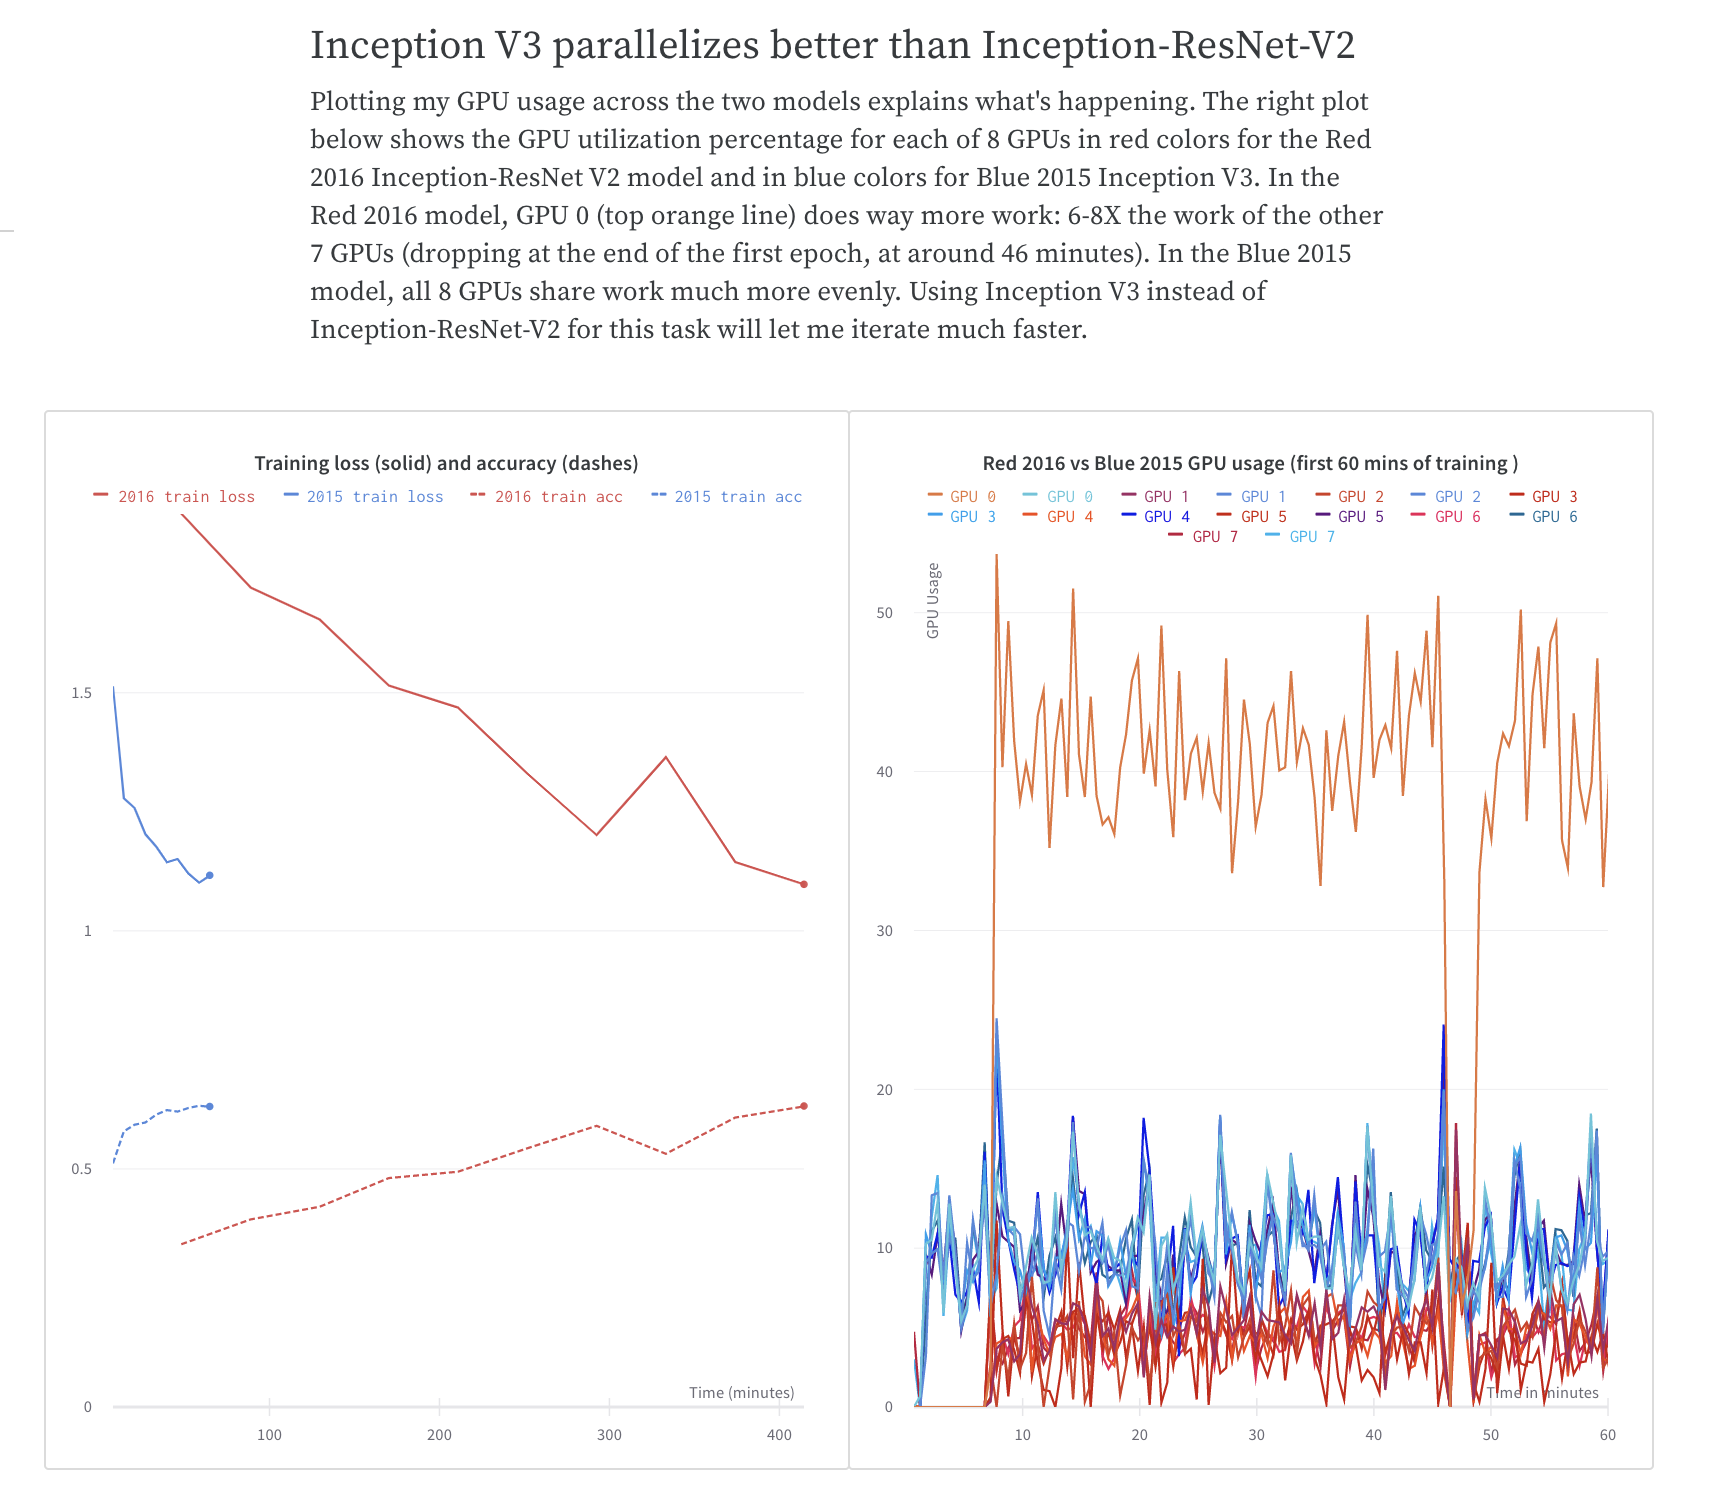 Inception V3 parallelizes better than Inception-ResNet-V2
Plotting my GPU usage across the two models explains what's happening. The right plot
below shows the GPU utilization percentage for each of 8 GPUs in red colors for the Red
2016 Inception-ResNet V2 model and in blue colors for Blue 2015 Inception V3. In the
Red 2016 model, GPU 0 (top orange line) does way more work: 6-8X the work of the other
7 GPUs (dropping at the end of the first epoch, at around 46 minutes). In the Blue 2015
model, all 8 GPUs share work much more evenly. Using Inception V3 instead of
Inception-ResNet-V2 for this task will let me iterate much faster.
Training loss (solid) and accuracy (dashes)
2016 train loss 2015 train loss 2016 train acc 2015 train acc
1.5
1
0.5
0
Time (minutes)
100 200 300 400
Red 2016 vs Blue 2015 GPU usage (first 60 mins of training )
GPU 0 GPU 0 GPU 1 GPU 1 GPU 2 GPU 2 GPU 3
GPU 3 GPU 4 GPU 4 GPU 5 GPU 5 GPU 6 GPU 6
GPU 7 GPU 7
GPU Usage
50
40
30
20
10
0
Time in minutes
10 20 30 40 50 60